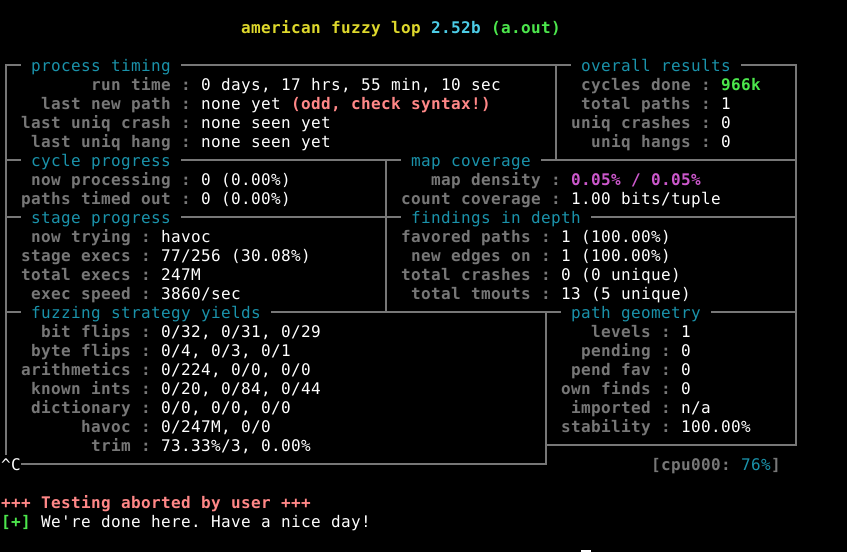 american fuzzy lop 2.52b (a.out)
process timing overall results
run time : 0 days, 17 hrs, 55 min, 10 sec cycles done : 966k
last new path : none yet (odd, check syntax!) total paths : 1
last uniq crash : none seen yet uniq crashes : 0
last uniq hang : none seen yet uniq hangs : 0
cycle progress map coverage
now processing : 0 (0.00%) map density : 0.05% / 0.05%
paths timed out : 0 (0.00%) count coverage : 1.00 bits/tuple
stage progress findings in depth
now trying : havoc favored paths : 1 (100.00%)
stage execs : 77/256 (30.08%) new edges on : 1 (100.00%)
total execs : 247M total crashes : 0 (0 unique)
exec speed : 3860/sec total tmouts : 13 (5 unique)
fuzzing strategy yields path geometry
bit flips : 0/32, 0/31, 0/29 levels : 1
byte flips : 0/4, 0/3, 0/1 pending : 0
arithmetics : 0/224, 0/0, 0/0 pend fav : 0
known ints : 0/20, 0/84, 0/44 own finds : 0
dictionary : 0/0, 0/0, 0/0 imported : n/a
havoc : 0/247M, 0/0 stability : 100.00%
trim : 73.33%/3, 0.00%
^C [cpu000: 76%]
+++ Testing aborted by user +++
[+] We're done here. Have a nice day!